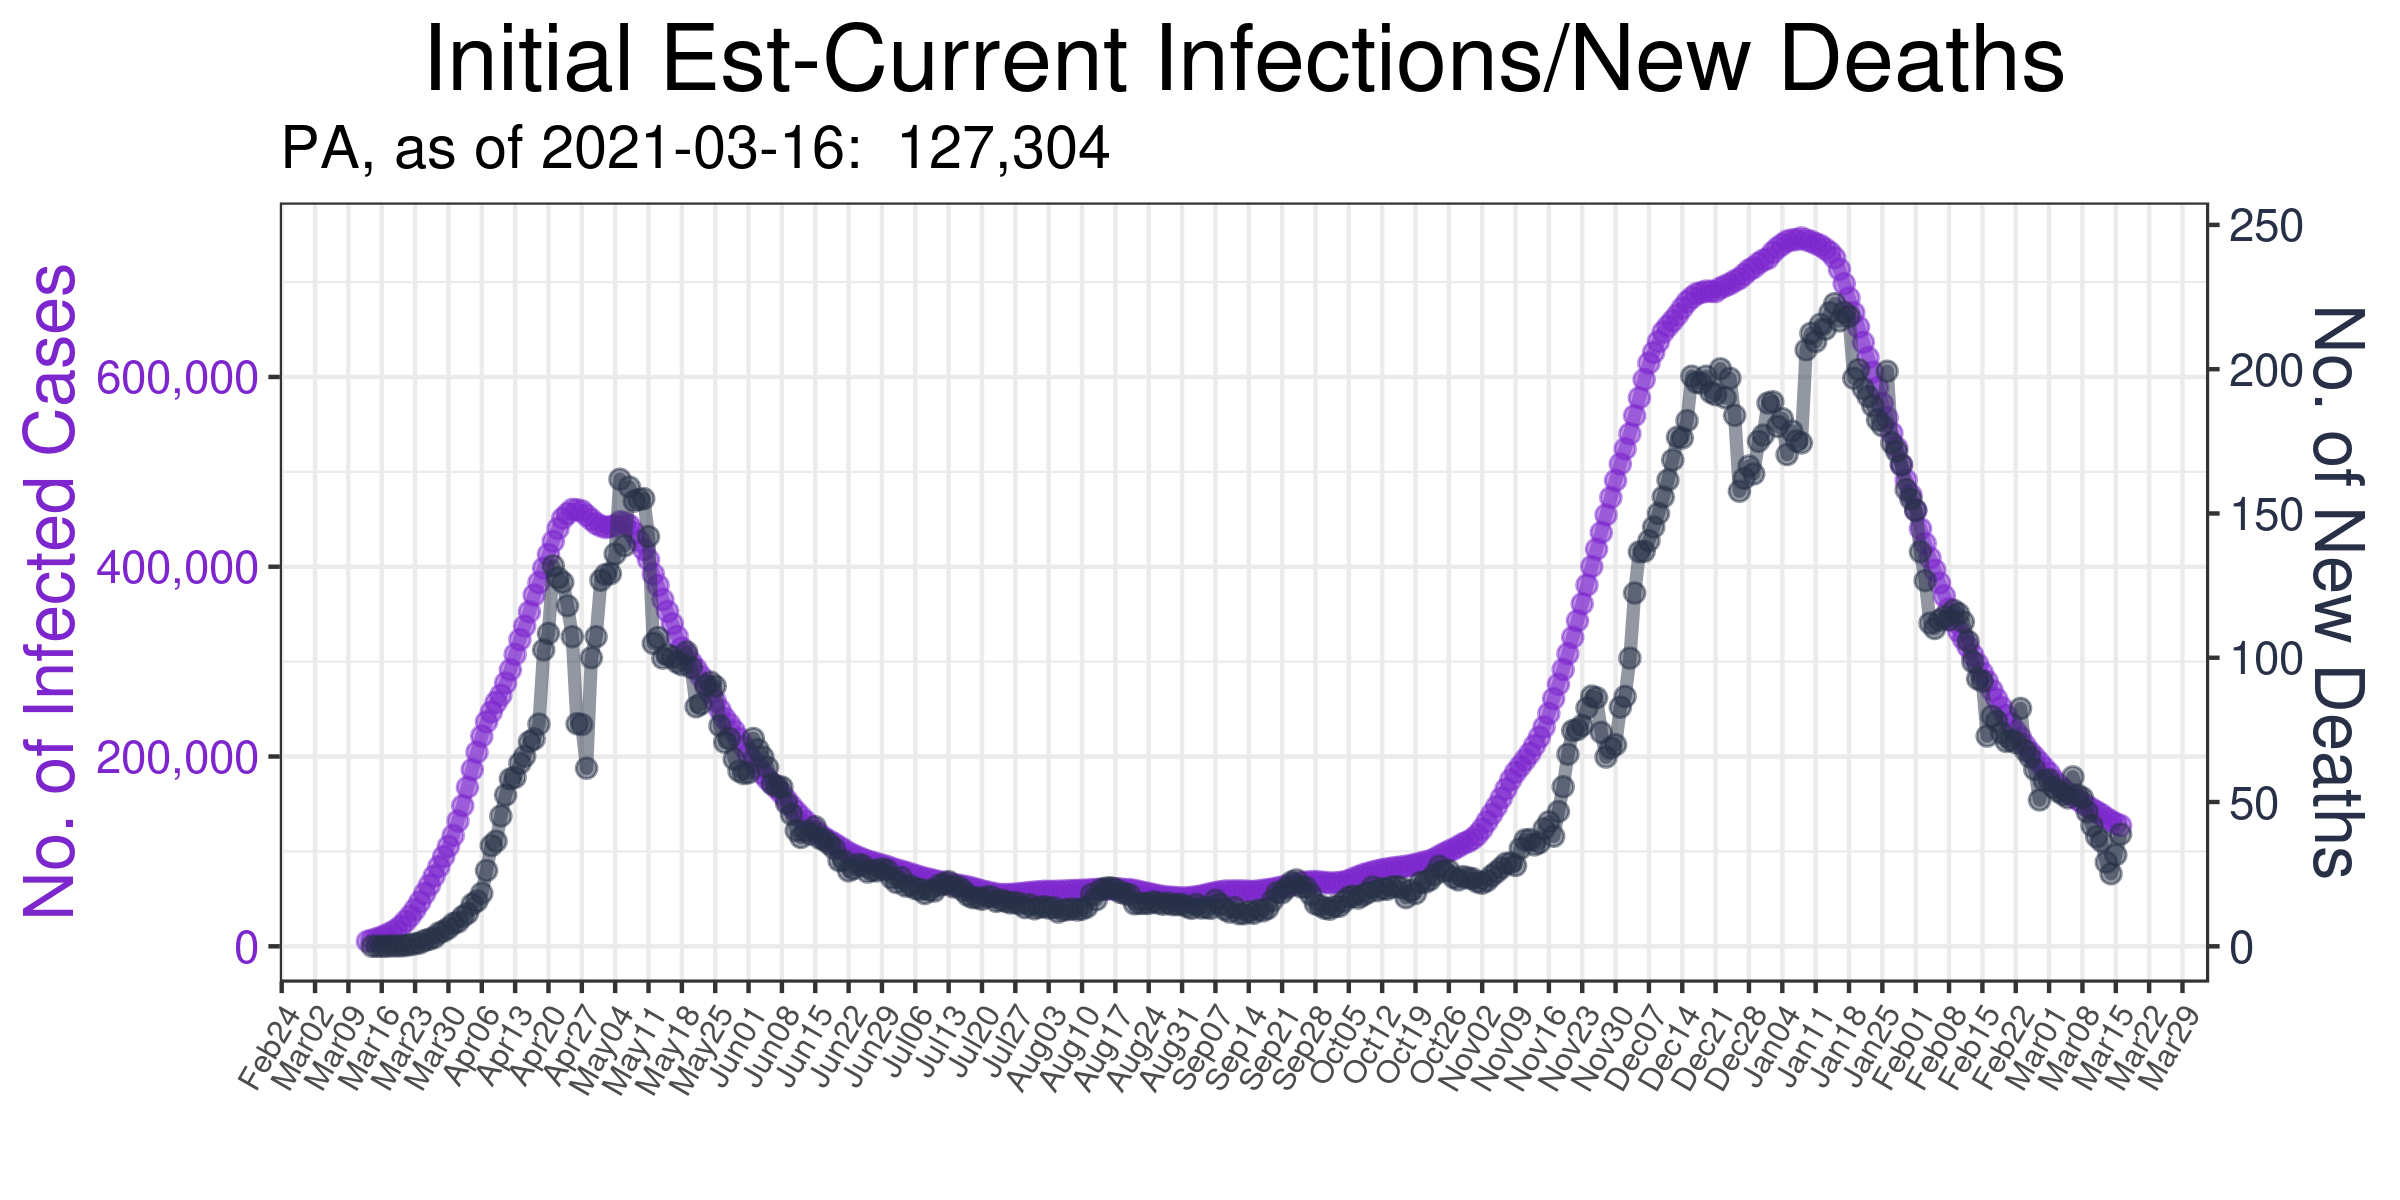 Initial Est-Current Infections/New Deaths
PA, as of 2021-03-16:  127,304
No. of Infected Cases
600,000
400,000
200,000
0
250
200
150
100
50
0
No. of New Deaths
Feb24
Mar02
Mar09
Mar16
Mar23
Mar30
Apr06
Apr13
Apr20
Apr27
May04
May11
May18
May25
Jun01
Jun08
Jun15
Jun22
Jun29
Jul06
Jul13
Jul20
Jul27
Aug03
Aug10
Aug17
Aug24
Aug31
Sep07
Sep14
Sep21
Sep28
Oct05
Oct12
Oct19
Oct26
Nov02
Nov09
Nov16
Nov23
Nov30
Dec07
Dec14
Dec21
Dec28
Jan04
Jan11
Jan18
Jan25
Feb01
Feb08
Feb15
Feb22
Mar01
Mar08
Mar15
Mar22
Mar29